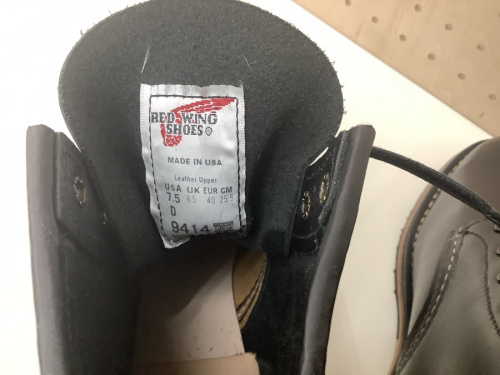 RED WING
SHOES
MADE IN USA
Leather Upper
USA UK EUR CM
7.5 6.5 40 25.5
D
9414